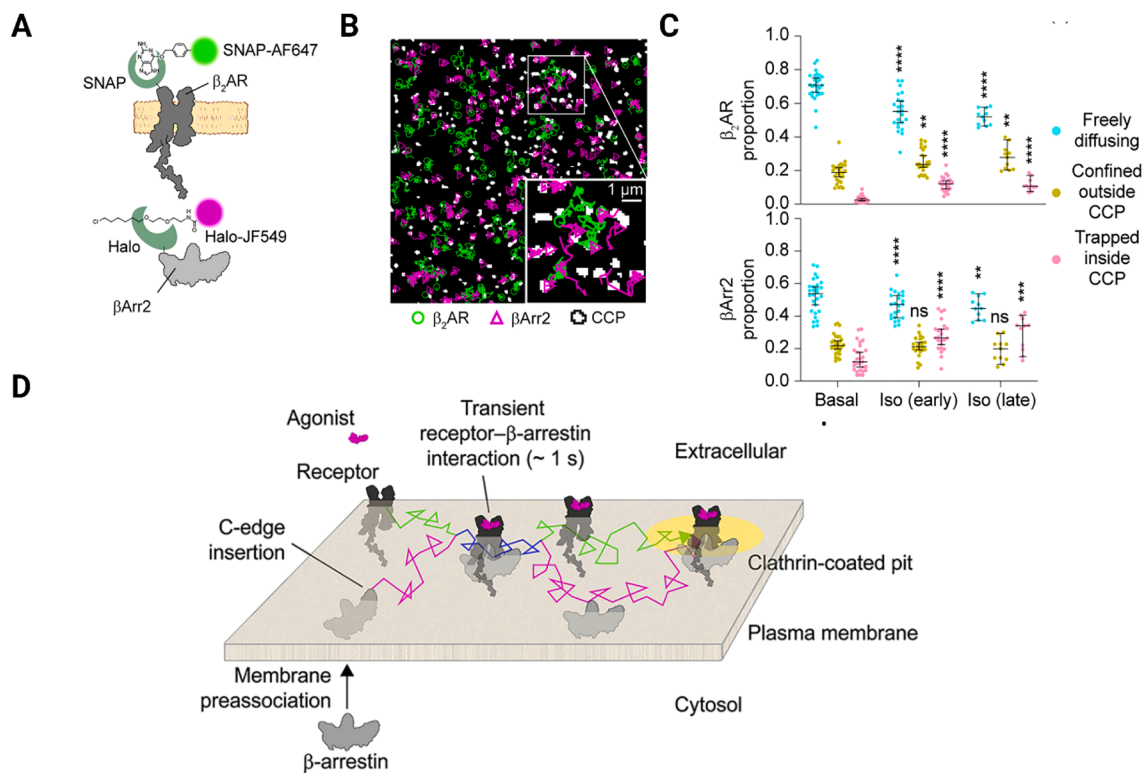 A
SNAP-AF647
SNAP
β₂AR
Halo-JF549
Halo
βArr2
B
1 μm
β₂AR
βArr2
CCP
C
**** ****
** **
**** ****
1.0
0.8
0.6
0.4
0.2
0.0
β₂AR
proportion
Freely
diffusing
Confined
outside
CCP
Trapped
inside
CCP
**** **
ns ns
**** ***
1.0
0.8
0.6
0.4
0.2
0.0
βArr2
proportion
Basal Iso (early) Iso (late)
D
Agonist
Receptor
Transient
receptor–β-arrestin
interaction (~ 1 s)
Extracellular
C-edge
insertion
Clathrin-coated pit
Plasma membrane
Membrane
preassociation
Cytosol
β-arrestin